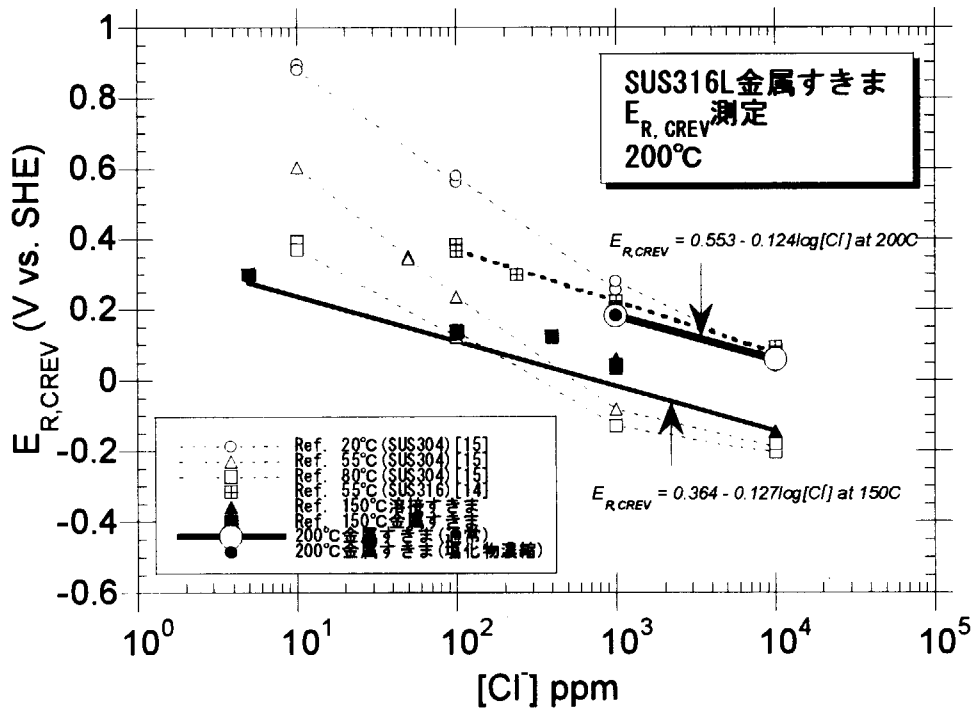 SUS316L金属すきま
E_R, CREV測定
200℃
E_R,CREV = 0.553 - 0.124log[Cl⁻] at 200C
E_R,CREV = 0.364 - 0.127log[Cl⁻] at 150C
Ref. 20℃(SUS304)[15]
Ref. 55℃(SUS304)[15]
Ref. 80℃(SUS304)[15]
Ref. 55℃(SUS316)[14]
Ref. 150℃溶接すきま
Ref. 150℃金属すきま
200℃金属すきま(通常)
200℃金属すきま(塩化物濃縮)
E_R,CREV (V vs. SHE)
1
0.8
0.6
0.4
0.2
0
-0.2
-0.4
-0.6
10⁰ 10¹ 10² 10³ 10⁴ 10⁵
[Cl⁻] ppm